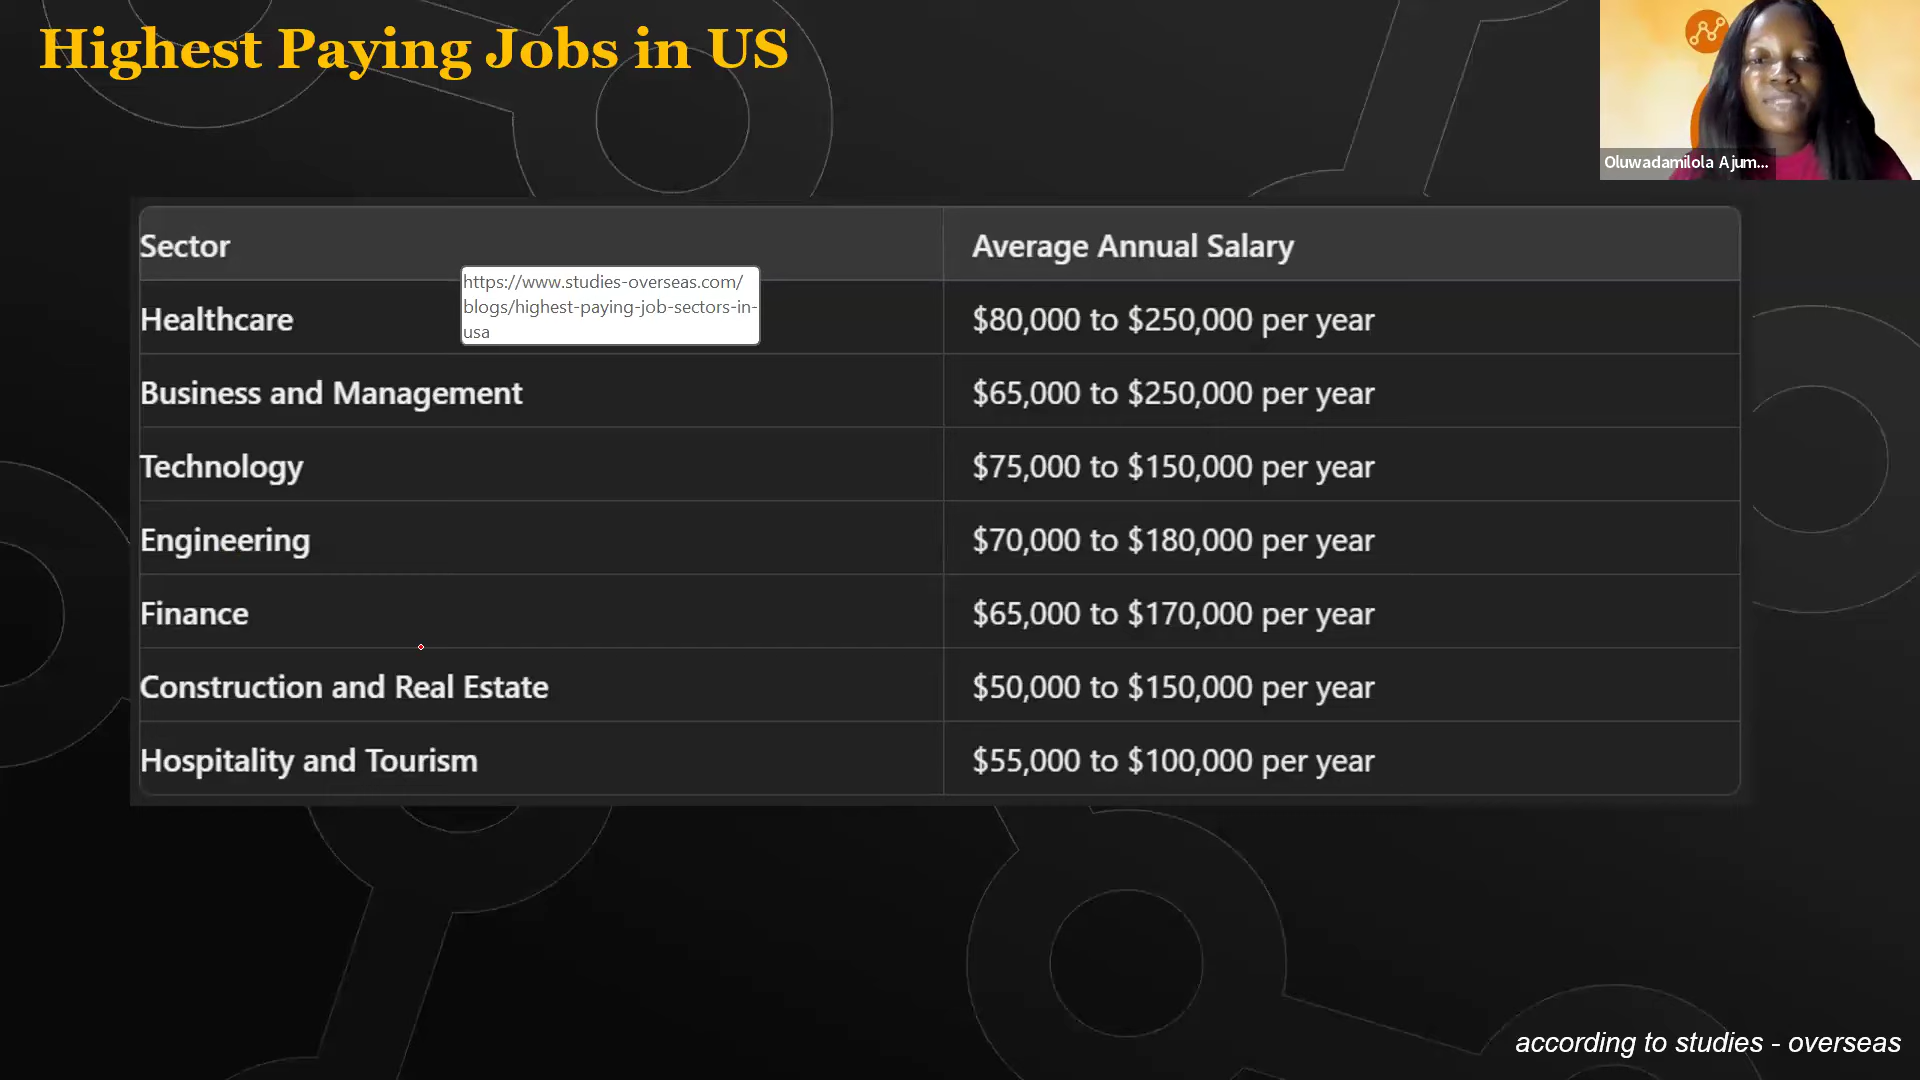 Highest Paying Jobs in US
Oluwadamilola Ajum...
Sector Average Annual Salary
https://www.studies-overseas.com/
blogs/highest-paying-job-sectors-in-
usa
Healthcare $80,000 to $250,000 per year
Business and Management $65,000 to $250,000 per year
Technology $75,000 to $150,000 per year
Engineering $70,000 to $180,000 per year
Finance $65,000 to $170,000 per year
Construction and Real Estate $50,000 to $150,000 per year
Hospitality and Tourism $55,000 to $100,000 per year
according to studies - overseas